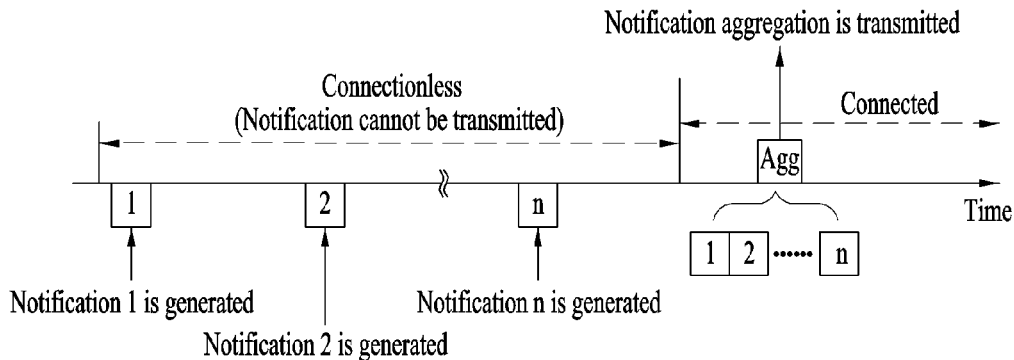 Notification aggregation is transmitted
Connectionless
(Notification cannot be transmitted)
Connected
Agg
1
2
n
Time
1 2 •••••• n
Notification 1 is generated
Notification n is generated
Notification 2 is generated